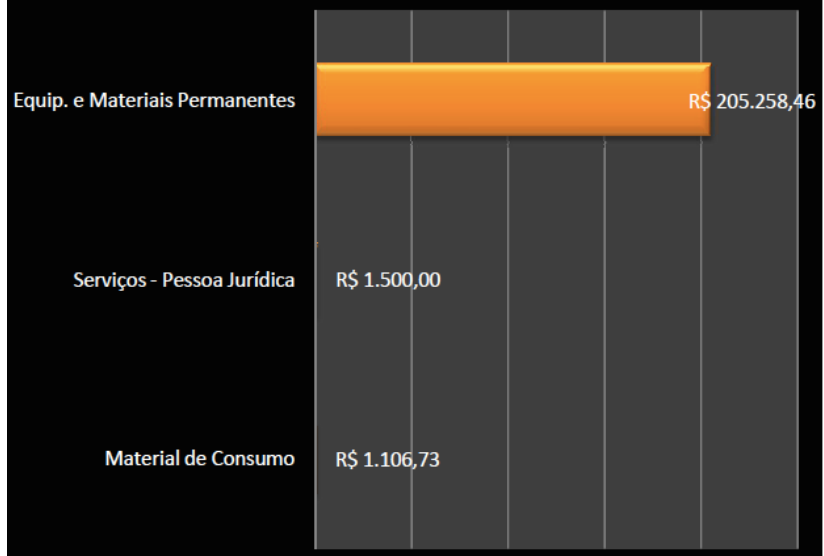 Equip. e Materiais Permanentes R$ 205.258,46
Serviços - Pessoa Jurídica R$ 1.500,00
Material de Consumo R$ 1.106,73